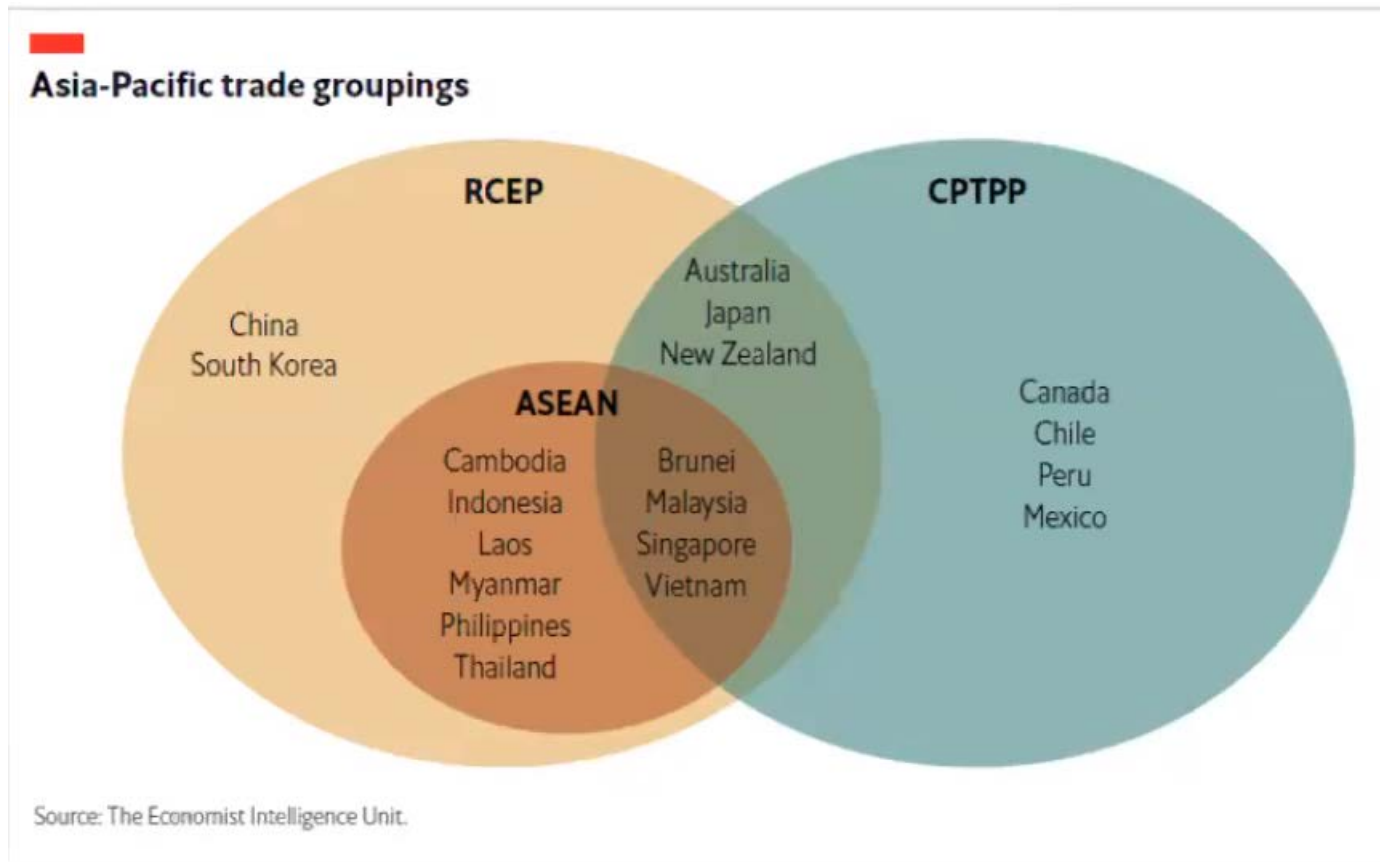 Asia-Pacific trade groupings
RCEP
CPTPP
China
South Korea
Australia
Japan
New Zealand
ASEAN
Cambodia
Indonesia
Laos
Myanmar
Philippines
Thailand
Brunei
Malaysia
Singapore
Vietnam
Canada
Chile
Peru
Mexico
Source: The Economist Intelligence Unit.